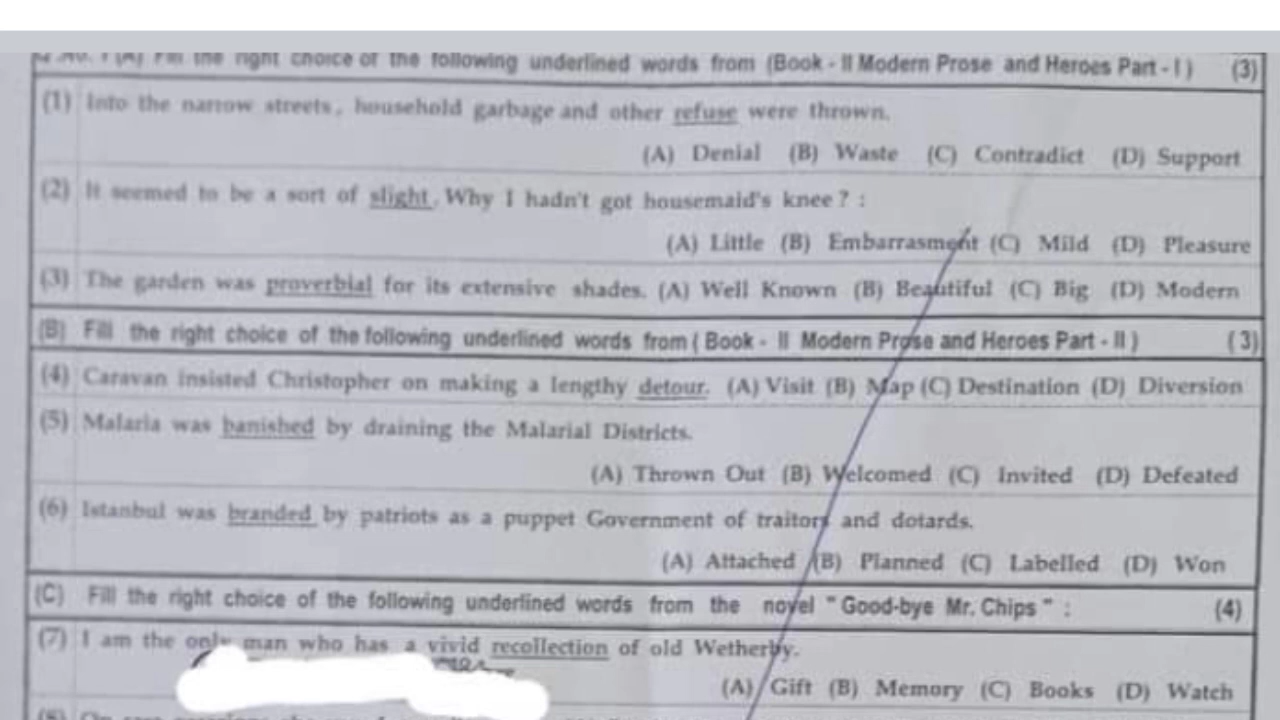 Fill the right choice of the following underlined words from (Book - II Modern Prose and Heroes Part - I) (3)
(1) Into the narrow streets, household garbage and other refuse were thrown.
(A) Denial (B) Waste (C) Contradict (D) Support
(2) It seemed to be a sort of slight. Why I hadn't got housemaid's knee ? :
(A) Little (B) Embarrasment (C) Mild (D) Pleasure
(3) The garden was proverbial for its extensive shades. (A) Well Known (B) Beautiful (C) Big (D) Modern
(B) Fill the right choice of the following underlined words from ( Book - II Modern Prose and Heroes Part - II ) (3)
(4) Caravan insisted Christopher on making a lengthy detour. (A) Visit (B) Map (C) Destination (D) Diversion
(5) Malaria was banished by draining the Malarial Districts.
(A) Thrown Out (B) Welcomed (C) Invited (D) Defeated
(6) Istanbul was branded by patriots as a puppet Government of traitors and dotards.
(A) Attached (B) Planned (C) Labelled (D) Won
(C) Fill the right choice of the following underlined words from the novel " Good-bye Mr. Chips " : (4)
(7) I am the only man who has a vivid recollection of old Wetherby.
(A) Gift (B) Memory (C) Books (D) Watch